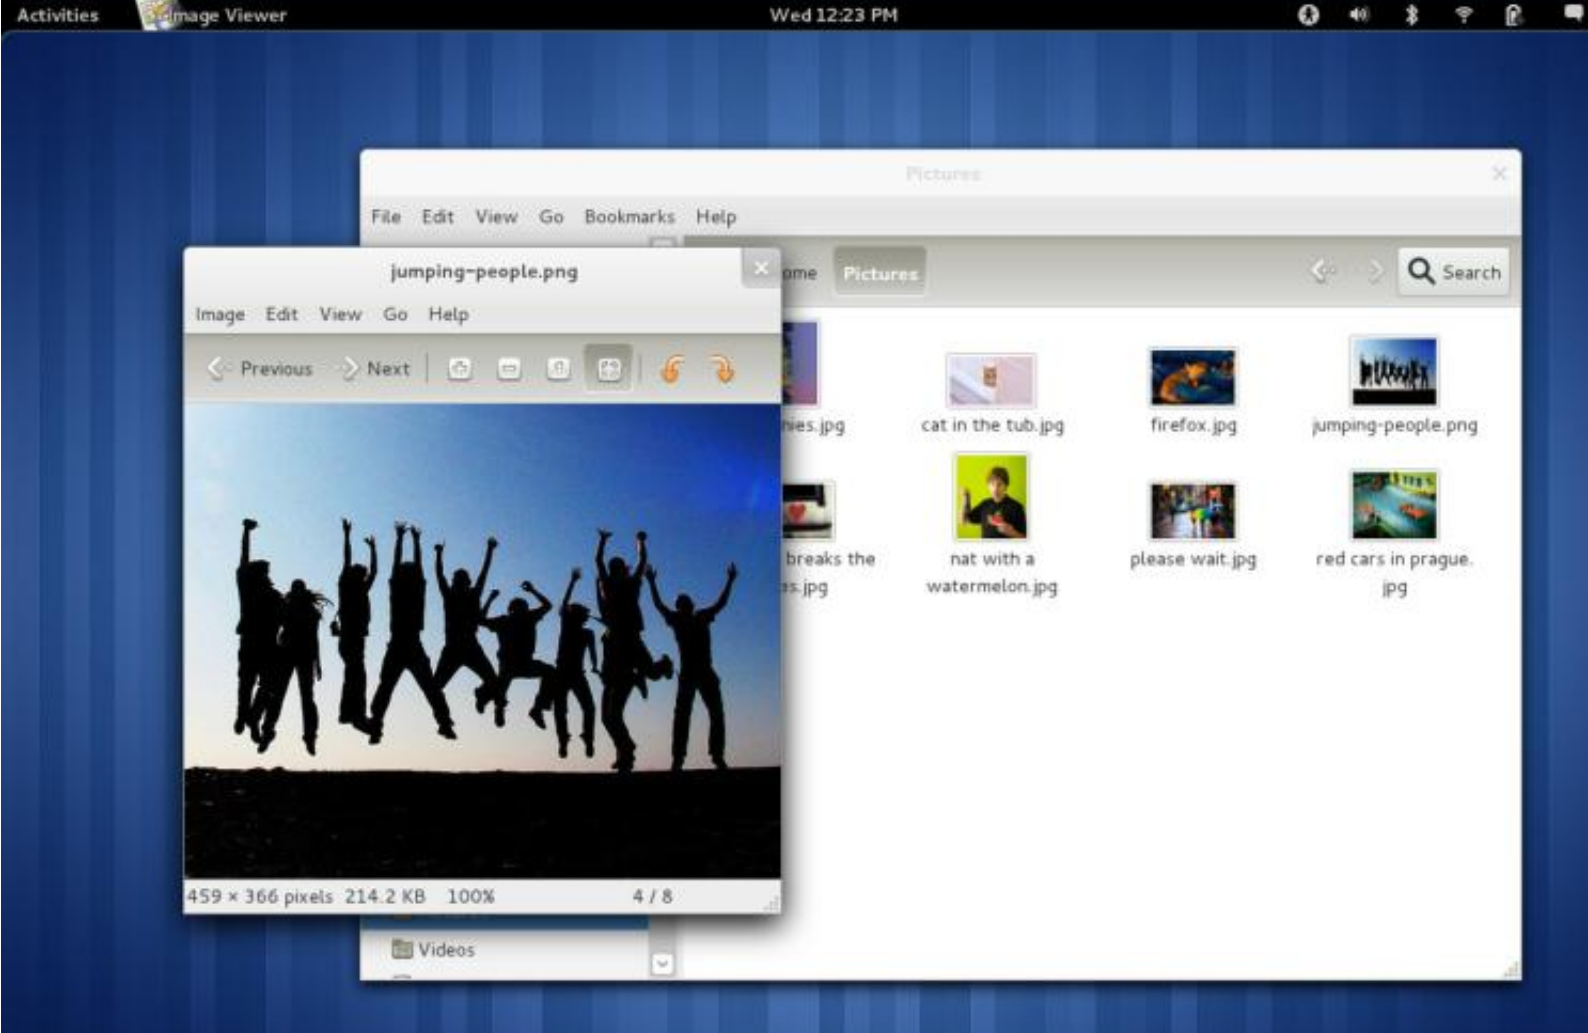 Activities
Image Viewer
Wed 12:23 PM
Pictures
File Edit View Go Bookmarks Help
Pictures
Search
jumping-people.png
Image Edit View Go Help
Previous Next
459 × 366 pixels 214.2 KB 100% 4 / 8
cat in the tub.jpg
firefox.jpg
jumping-people.png
breaks the
nat with a
watermelon.jpg
please wait.jpg
red cars in prague.
jpg
Videos